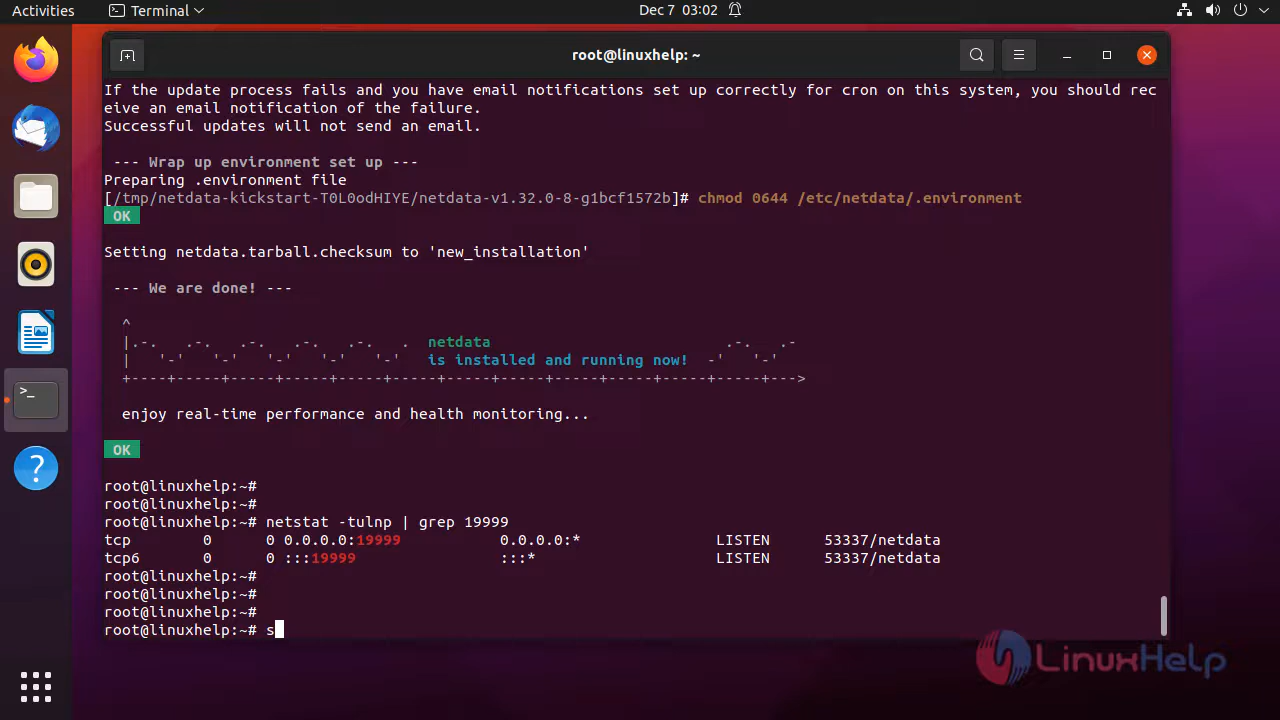 Activities
Terminal
Dec 7 03:02
root@linuxhelp: ~
If the update process fails and you have email notifications set up correctly for cron on this system, you should rec
eive an email notification of the failure.
Successful updates will not send an email.
--- Wrap up environment set up ---
Preparing .environment file
[/tmp/netdata-kickstart-T0L0odHIYE/netdata-v1.32.0-8-g1bcf1572b]# chmod 0644 /etc/netdata/.environment
OK
Setting netdata.tarball.checksum to 'new_installation'
--- We are done! ---
^
|.-.   .-.   .-.   .-.   .-.   .  netdata                          .-.   .-
|   '-'   '-'   '-'   '-'   '-'   is installed and running now!  -'   '-'
+----+-----+-----+-----+-----+-----+-----+-----+-----+-----+-----+-----+--->
enjoy real-time performance and health monitoring...
OK
root@linuxhelp:~#
root@linuxhelp:~#
root@linuxhelp:~# netstat -tulnp | grep 19999
tcp        0      0 0.0.0.0:19999           0.0.0.0:*               LISTEN      53337/netdata
tcp6       0      0 :::19999                :::*                    LISTEN      53337/netdata
root@linuxhelp:~#
root@linuxhelp:~#
root@linuxhelp:~#
root@linuxhelp:~# s
LinuxHelp